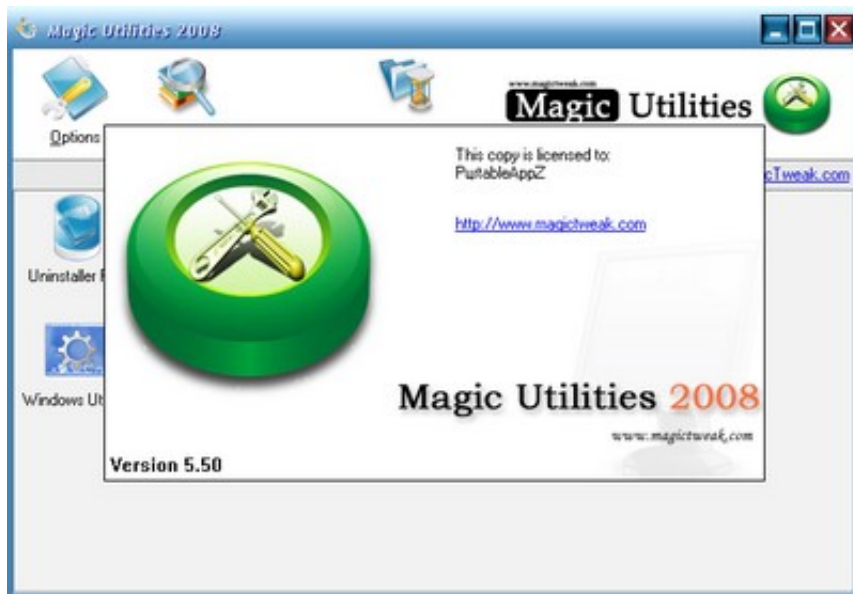 Magic Utilities 2008
www.magictweak.com
Magic Utilities
Options
cTweak.com
This copy is licensed to:
PortableAppZ
http://www.magictweak.com
Uninstaller
Windows Ut
Magic Utilities 2008
www.magictweak.com
Version 5.50